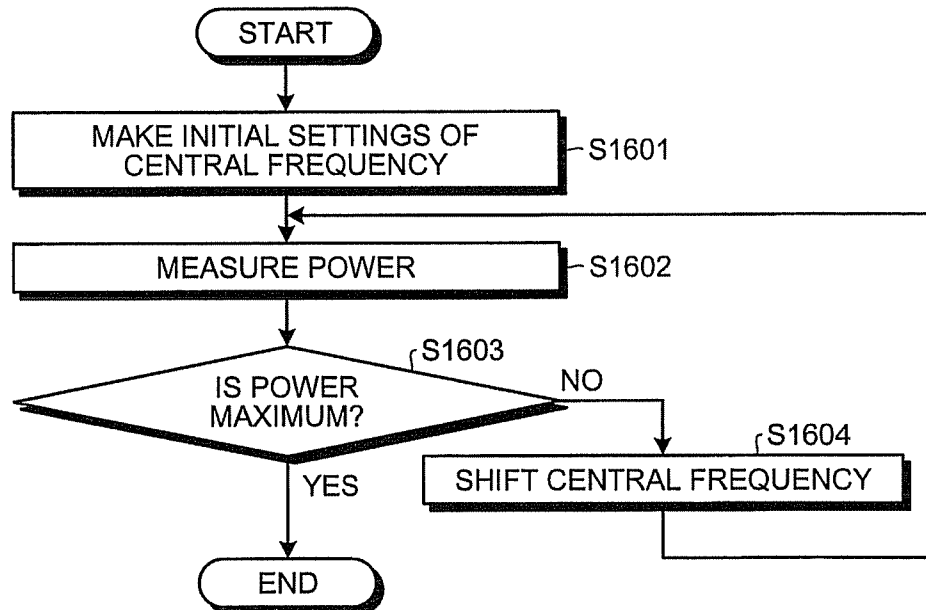 START
MAKE INITIAL SETTINGS OF
CENTRAL FREQUENCY
S1601
MEASURE POWER
S1602
S1603
IS POWER
MAXIMUM?
NO
YES
S1604
SHIFT CENTRAL FREQUENCY
END